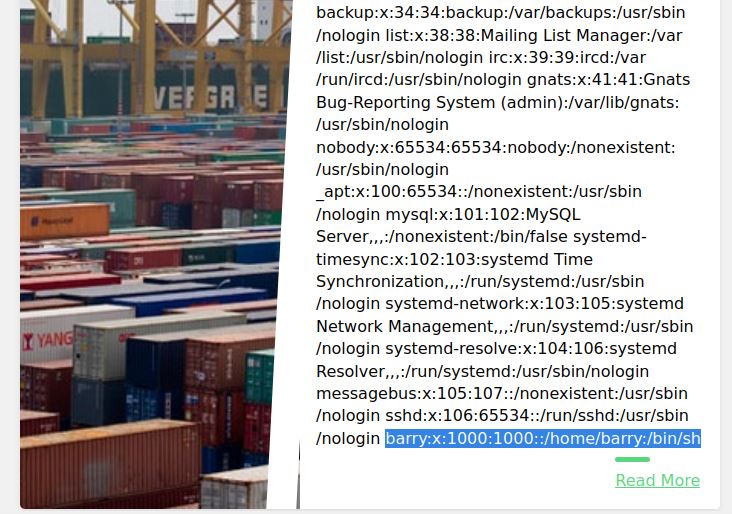 backup:x:34:34:backup:/var/backups:/usr/sbin
/nologin list:x:38:38:Mailing List Manager:/var
/list:/usr/sbin/nologin irc:x:39:39:ircd:/var
/run/ircd:/usr/sbin/nologin gnats:x:41:41:Gnats
Bug-Reporting System (admin):/var/lib/gnats:
/usr/sbin/nologin
nobody:x:65534:65534:nobody:/nonexistent:
/usr/sbin/nologin
_apt:x:100:65534::/nonexistent:/usr/sbin
/nologin mysql:x:101:102:MySQL
Server,,,:/nonexistent:/bin/false systemd-
timesync:x:102:103:systemd Time
Synchronization,,,:/run/systemd:/usr/sbin
/nologin systemd-network:x:103:105:systemd
Network Management,,,:/run/systemd:/usr/sbin
/nologin systemd-resolve:x:104:106:systemd
Resolver,,,:/run/systemd:/usr/sbin/nologin
messagebus:x:105:107::/nonexistent:/usr/sbin
/nologin sshd:x:106:65534::/run/sshd:/usr/sbin
/nologin barry:x:1000:1000::/home/barry:/bin/sh
Read More
YANG